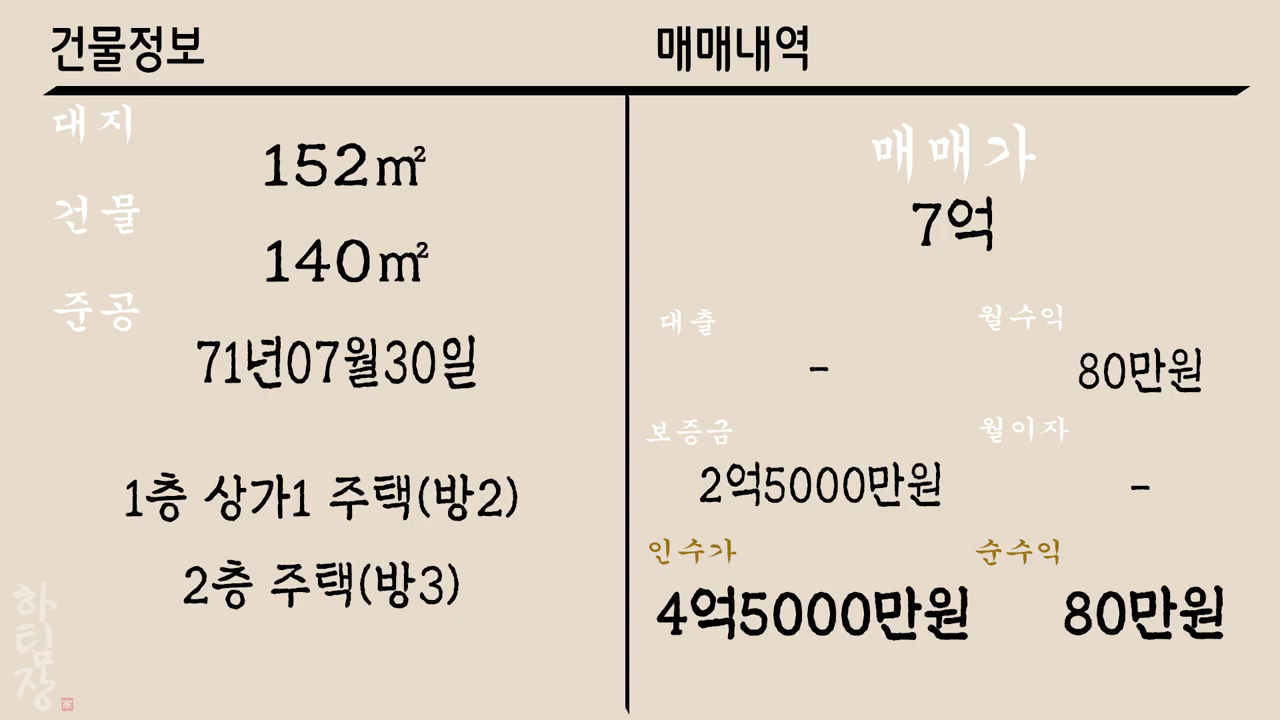 건물정보
대지
152㎡
건물
140㎡
준공
71년07월30일
1층 상가1 주택(방2)
2층 주택(방3)
매매내역
매매가
7억
대출
-
월수익
80만원
보증금
2억5000만원
월이자
-
인수가
4억5000만원
순수익
80만원
하팀장